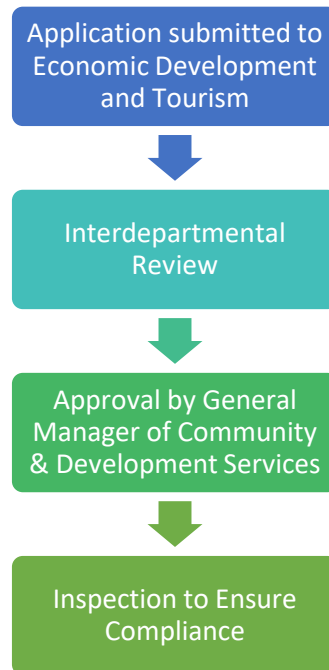 Application submitted to
Economic Development
and Tourism
Interdepartmental
Review
Approval by General
Manager of Community
& Development Services
Inspection to Ensure
Compliance